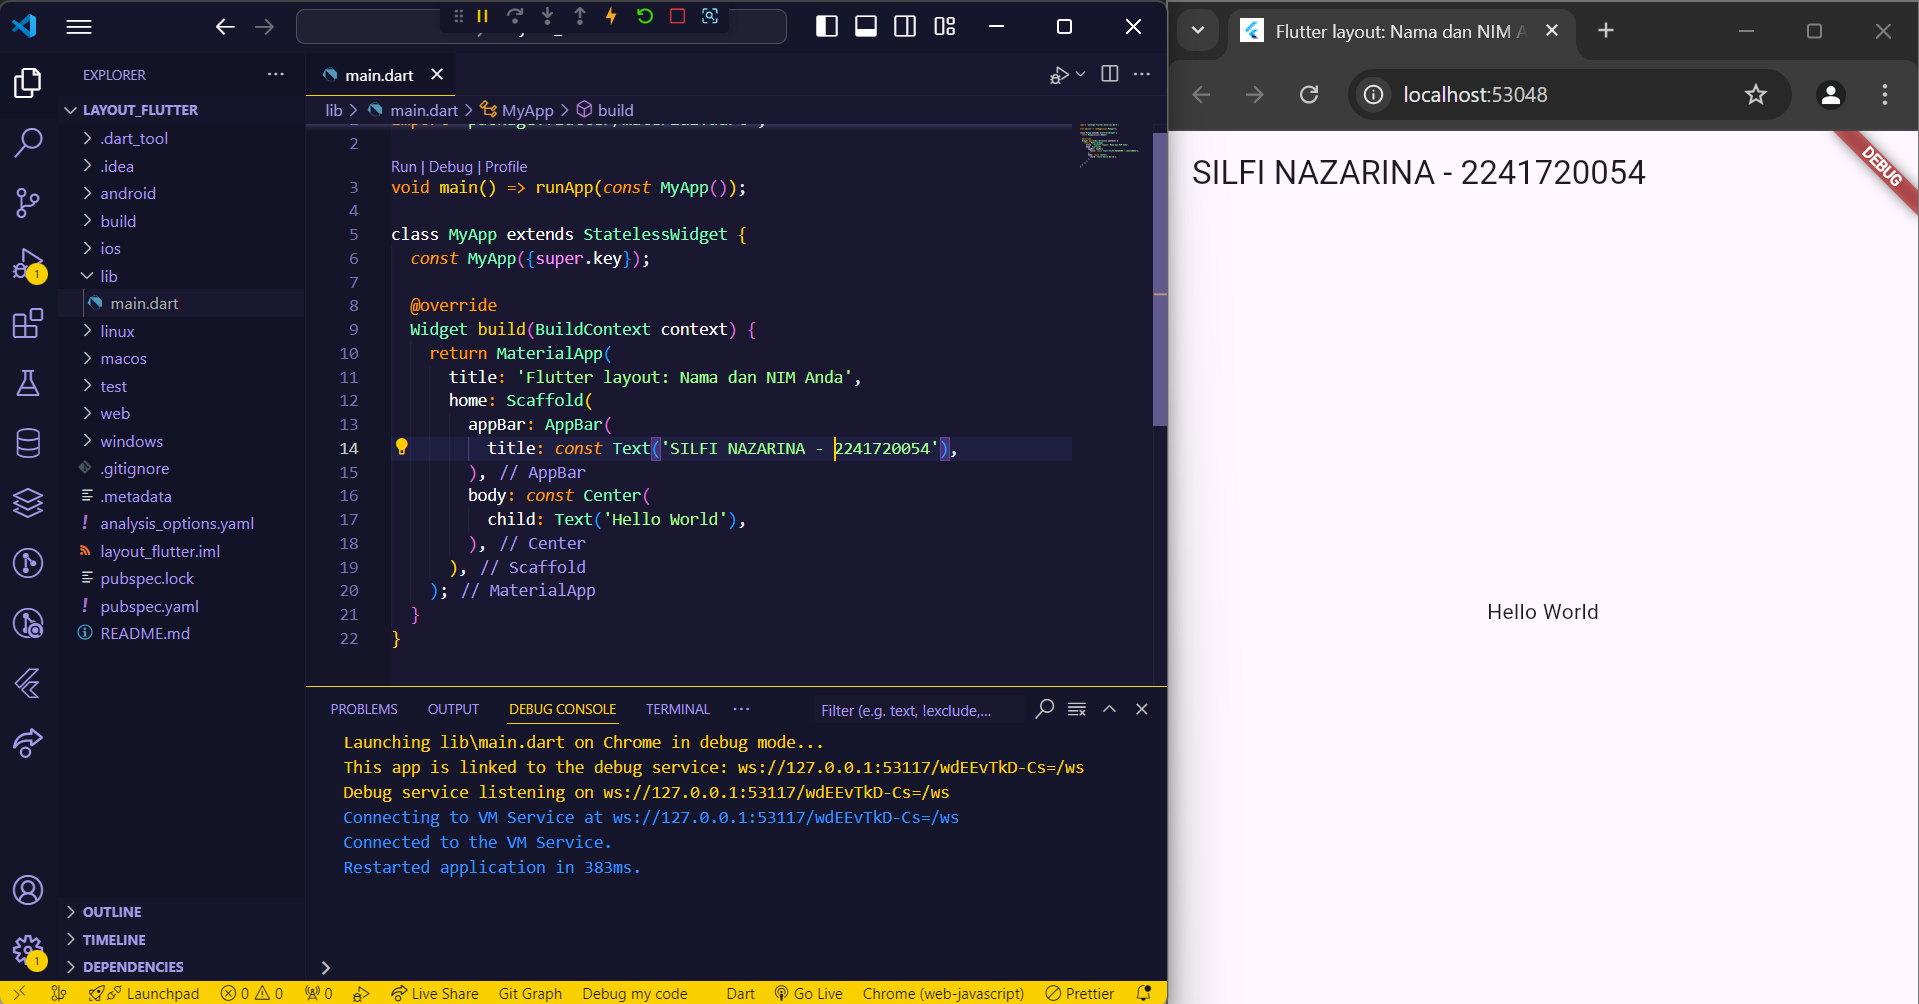 EXPLORER
LAYOUT_FLUTTER
.dart_tool
.idea
android
build
ios
lib
main.dart
linux
macos
test
web
windows
.gitignore
.metadata
analysis_options.yaml
layout_flutter.iml
pubspec.lock
pubspec.yaml
README.md
OUTLINE
TIMELINE
DEPENDENCIES
1
1
main.dart
lib > main.dart > MyApp > build
2
Run | Debug | Profile
3 void main() => runApp(const MyApp());
4
5 class MyApp extends StatelessWidget {
6 const MyApp({super.key});
7
8 @override
9 Widget build(BuildContext context) {
10 return MaterialApp(
11 title: 'Flutter layout: Nama dan NIM Anda',
12 home: Scaffold(
13 appBar: AppBar(
14 title: const Text('SILFI NAZARINA - 2241720054'),
15 ), // AppBar
16 body: const Center(
17 child: Text('Hello World'),
18 ), // Center
19 ), // Scaffold
20 ); // MaterialApp
21 }
22 }
PROBLEMS OUTPUT DEBUG CONSOLE TERMINAL ··· Filter (e.g. text, !exclude,...
Launching lib\main.dart on Chrome in debug mode...
This app is linked to the debug service: ws://127.0.0.1:53117/wdEEvTkD-Cs=/ws
Debug service listening on ws://127.0.0.1:53117/wdEEvTkD-Cs=/ws
Connecting to VM Service at ws://127.0.0.1:53117/wdEEvTkD-Cs=/ws
Connected to the VM Service.
Restarted application in 383ms.
Launchpad 0 0 0 Live Share Git Graph Debug my code Dart Go Live Chrome (web-javascript) Prettier
Flutter layout: Nama dan NIM A
localhost:53048
SILFI NAZARINA - 2241720054
DEBUG
Hello World